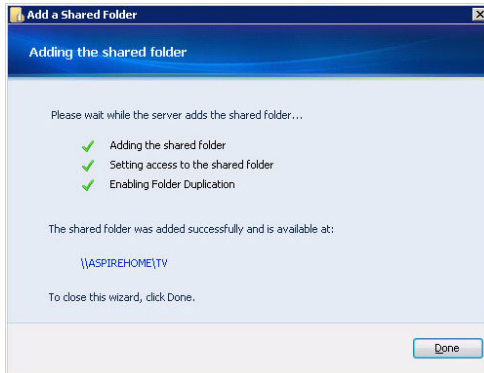 Add a Shared Folder
Adding the shared folder
Please wait while the server adds the shared folder...
Adding the shared folder
Setting access to the shared folder
Enabling Folder Duplication
The shared folder was added successfully and is available at:
\\ASPIREHOME\TV
To close this wizard, click Done.
Done